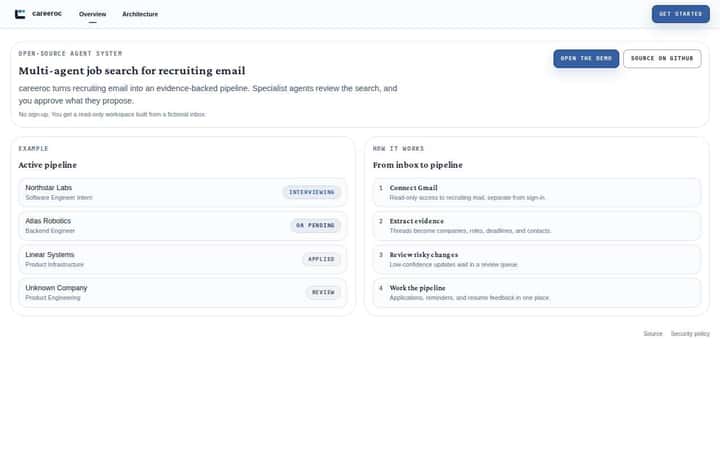 careeroc
Overview
Architecture
GET STARTED
OPEN-SOURCE AGENT SYSTEM
Multi-agent job search for recruiting email
careeroc turns recruiting email into an evidence-backed pipeline. Specialist agents review the search, and
you approve what they propose.
No sign-up. You get a read-only workspace built from a fictional inbox.
OPEN THE DEMO
SOURCE ON GITHUB
EXAMPLE
Active pipeline
Northstar Labs
Software Engineer Intern
INTERVIEWING
Atlas Robotics
Backend Engineer
OA PENDING
Linear Systems
Product Infrastructure
APPLIED
Unknown Company
Product Engineering
REVIEW
HOW IT WORKS
From inbox to pipeline
1 Connect Gmail
Read-only access to recruiting mail, separate from sign-in.
2 Extract evidence
Threads become companies, roles, deadlines, and contacts.
3 Review risky changes
Low-confidence updates wait in a review queue.
4 Work the pipeline
Applications, reminders, and resume feedback in one place.
Source
Security policy